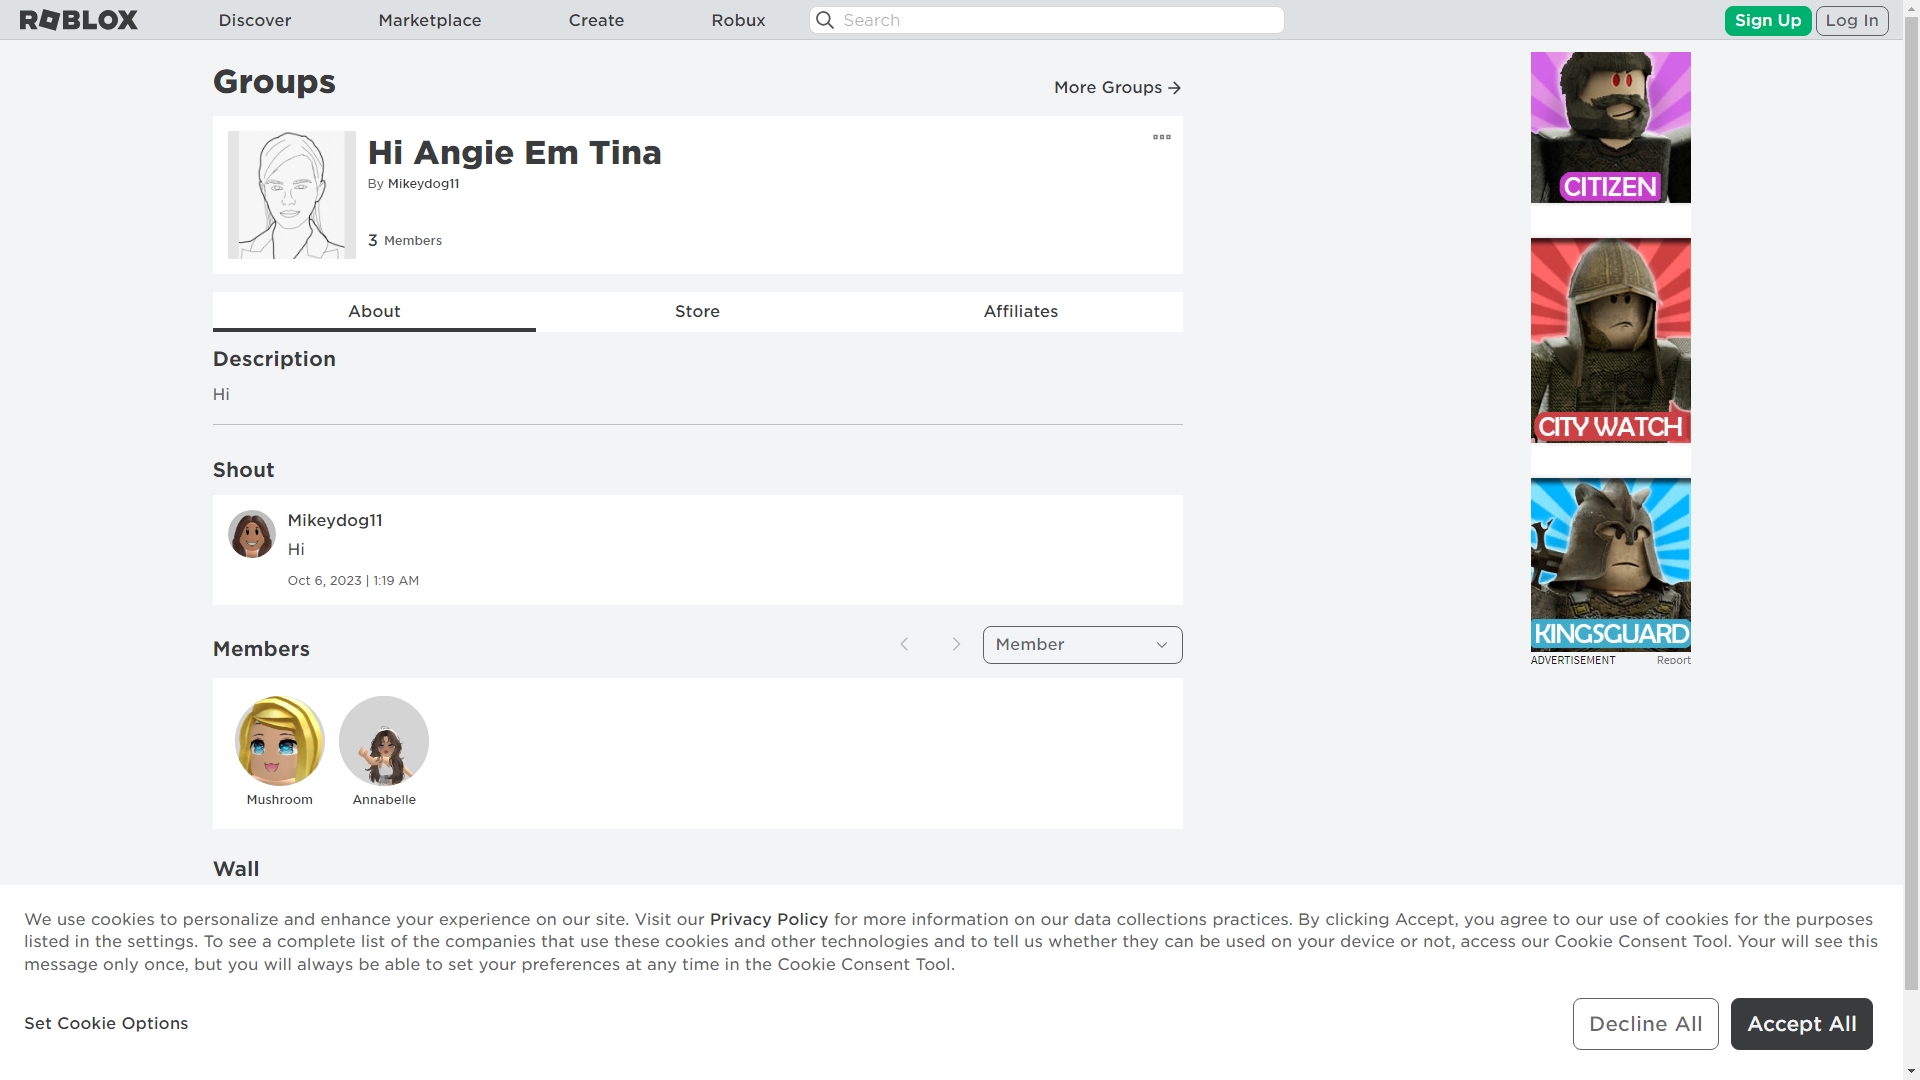 ROBLOX
Discover
Marketplace
Create
Robux
Search
Sign Up
Log In
Groups
More Groups
Hi Angie Em Tina
By Mikeydog11
3 Members
About
Store
Affiliates
Description
Hi
Shout
Mikeydog11
Hi
Oct 6, 2023 | 1:19 AM
Members
Member
Mushroom
Annabelle
Wall
CITIZEN
CITY WATCH
KINGSGUARD
ADVERTISEMENT
Report
We use cookies to personalize and enhance your experience on our site. Visit our Privacy Policy for more information on our data collections practices. By clicking Accept, you agree to our use of cookies for the purposes
listed in the settings. To see a complete list of the companies that use these cookies and other technologies and to tell us whether they can be used on your device or not, access our Cookie Consent Tool. Your will see this
message only once, but you will always be able to set your preferences at any time in the Cookie Consent Tool.
Set Cookie Options
Decline All
Accept All